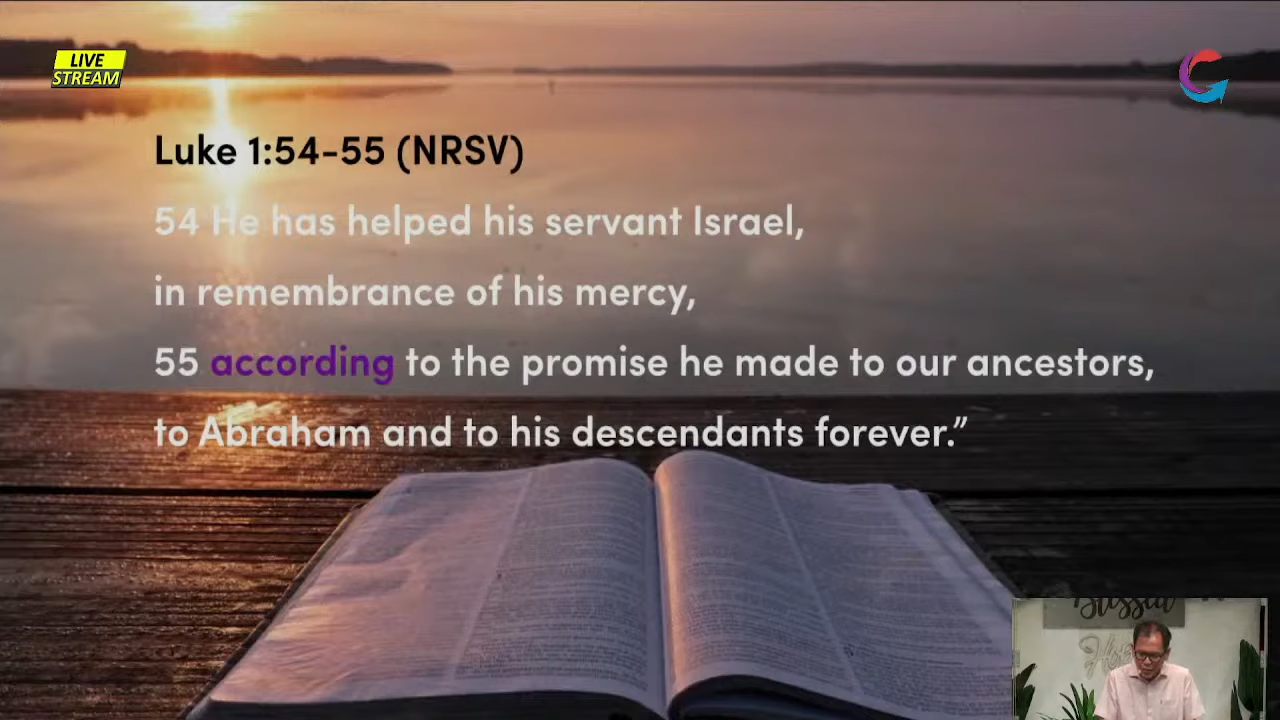 LIVE
STREAM
Luke 1:54-55 (NRSV)
54 He has helped his servant Israel,
in remembrance of his mercy,
55 according to the promise he made to our ancestors,
to Abraham and to his descendants forever.”
Blessed